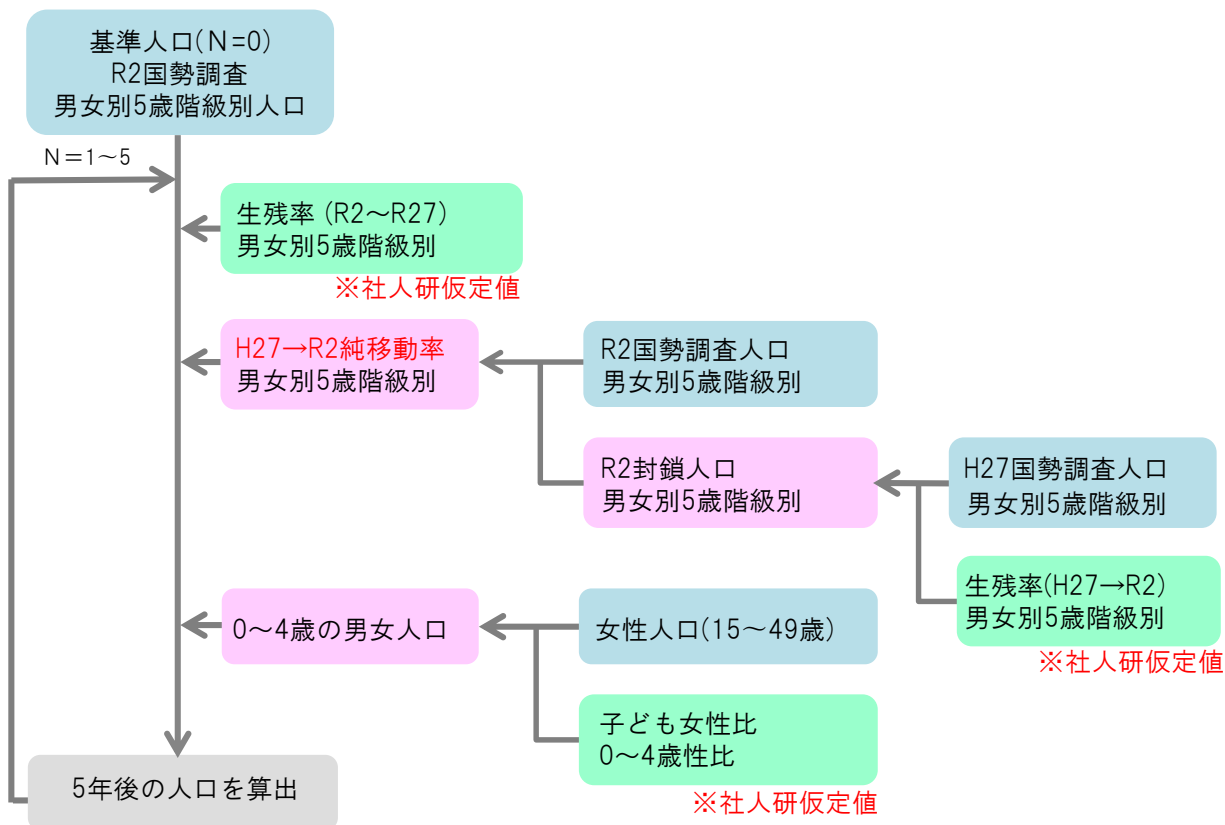 基準人口(N=0)
R2国勢調査
男女別5歳階級別人口
N=1~5
生残率 (R2~R27)
男女別5歳階級別
※社人研仮定値
H27→R2純移動率
男女別5歳階級別
R2国勢調査人口
男女別5歳階級別
R2封鎖人口
男女別5歳階級別
H27国勢調査人口
男女別5歳階級別
生残率(H27→R2)
男女別5歳階級別
※社人研仮定値
0~4歳の男女人口
女性人口(15~49歳)
子ども女性比
0~4歳性比
※社人研仮定値
5年後の人口を算出